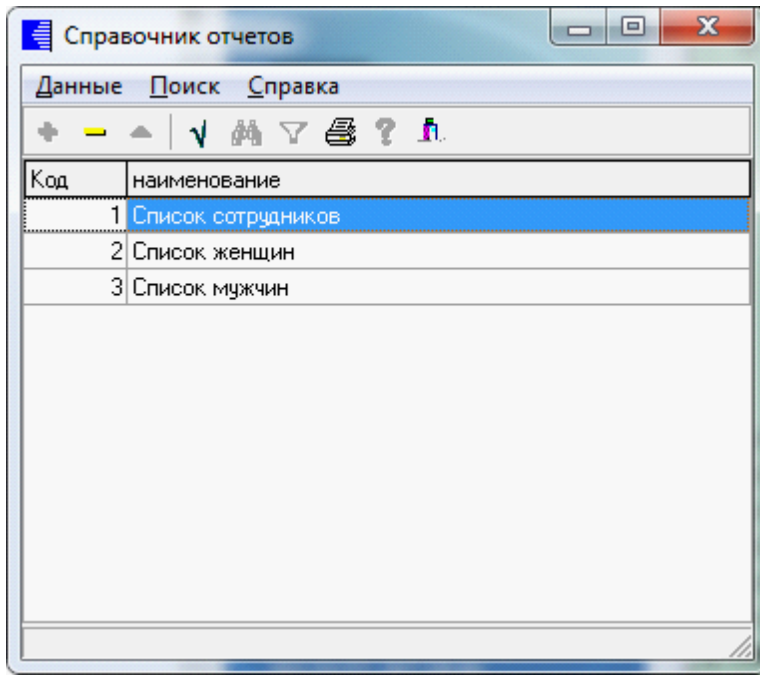 Справочник отчетов
Данные Поиск Справка
Код наименование
1 Список сотрудников
2 Список женщин
3 Список мужчин